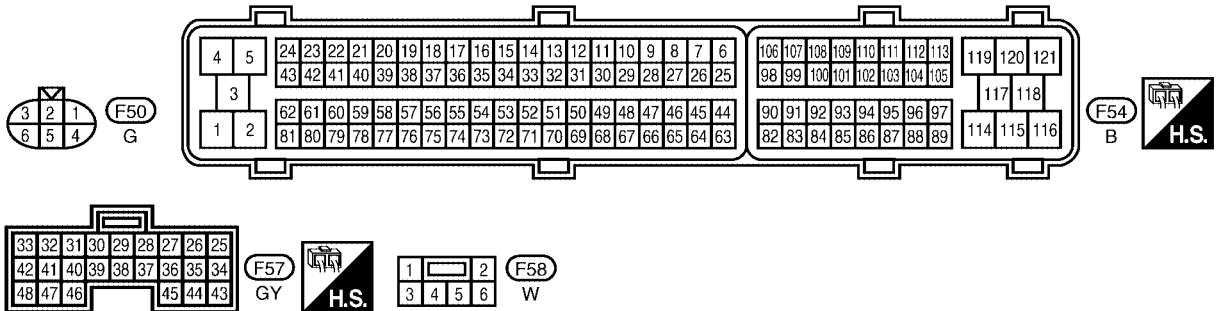 4 5 24 23 22 21 20 19 18 17 16 15 14 13 12 11 10 9 8 7 6 106 107 108 109 110 111 112 113 119 120 121
43 42 41 40 39 38 37 36 35 34 33 32 31 30 29 28 27 26 25 98 99 100 101 102 103 104 105
3 117 118
3 2 1 F50 1 2 62 61 60 59 58 57 56 55 54 53 52 51 50 49 48 47 46 45 44 90 91 92 93 94 95 96 97 114 115 116 F54
6 5 4 G 81 80 79 78 77 76 75 74 73 72 71 70 69 68 67 66 65 64 63 82 83 84 85 86 87 88 89 B H.S.
33 32 31 30 29 28 27 26 25
42 41 40 39 38 37 36 35 34 F57 1 2 F58
48 47 46 45 44 43 GY H.S. 3 4 5 6 W